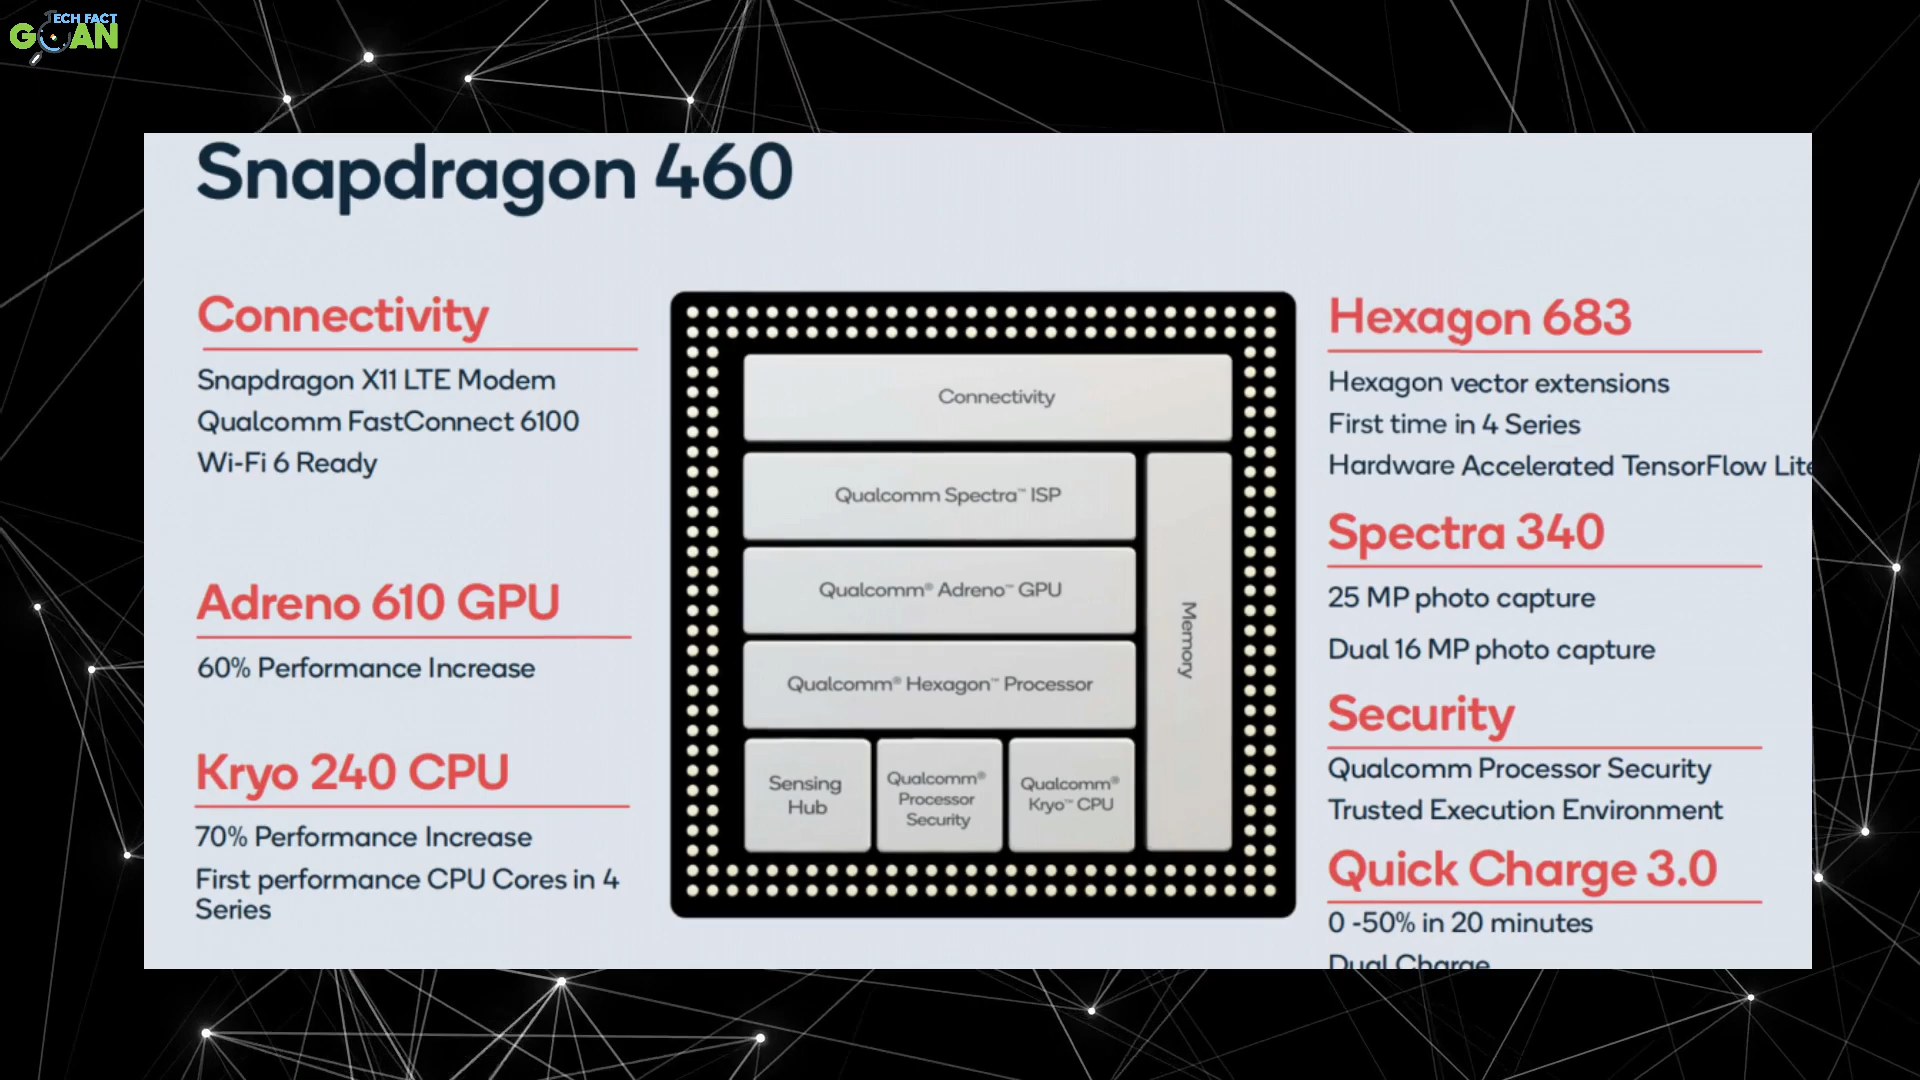 TECH FACT
GOAN
Snapdragon 460
Connectivity
Snapdragon X11 LTE Modem
Qualcomm FastConnect 6100
Wi-Fi 6 Ready
Adreno 610 GPU
60% Performance Increase
Kryo 240 CPU
70% Performance Increase
First performance CPU Cores in 4
Series
Connectivity
Qualcomm Spectra™ ISP
Qualcomm® Adreno™ GPU
Qualcomm® Hexagon™ Processor
Sensing
Hub
Qualcomm®
Processor
Security
Qualcomm®
Kryo™ CPU
Memory
Hexagon 683
Hexagon vector extensions
First time in 4 Series
Hardware Accelerated TensorFlow Lite
Spectra 340
25 MP photo capture
Dual 16 MP photo capture
Security
Qualcomm Processor Security
Trusted Execution Environment
Quick Charge 3.0
0 -50% in 20 minutes
Dual Charge